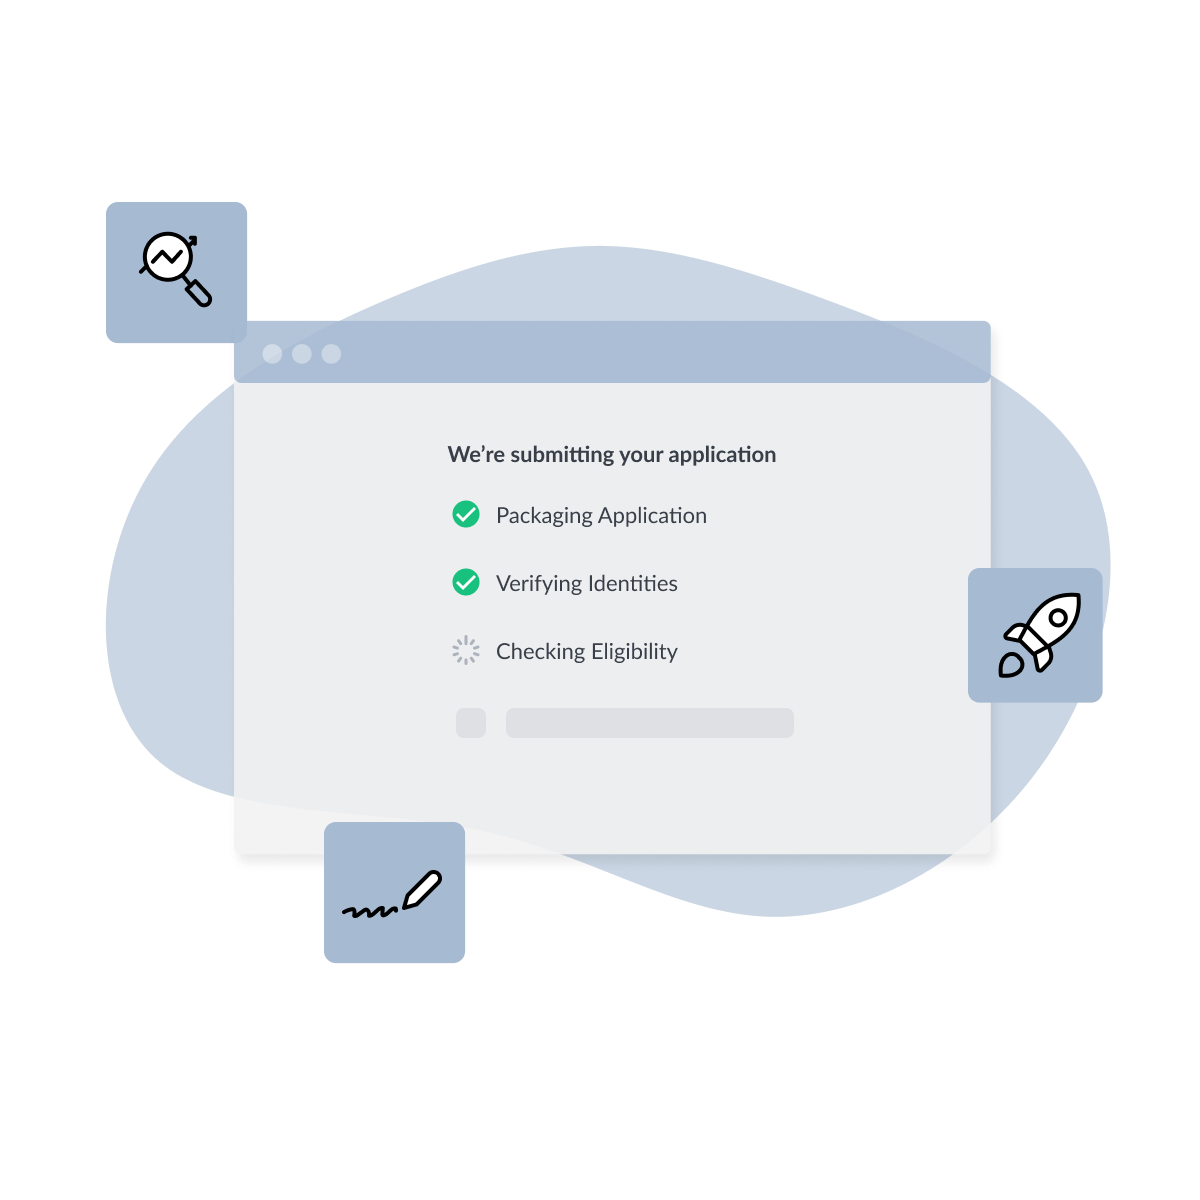 We’re submitting your application
Packaging Application
Verifying Identities
Checking Eligibility